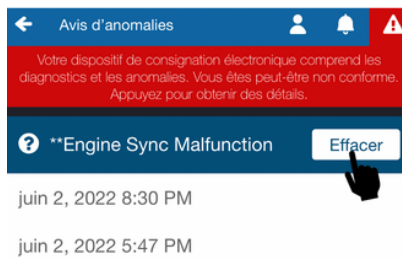 Avis d'anomalies
Votre dispositif de consignation électronique comprend les
diagnostics et les anomalies. Vous êtes peut-être non conforme.
Appuyez pour obtenir des détails.
**Engine Sync Malfunction
Effacer
juin 2, 2022 8:30 PM
juin 2, 2022 5:47 PM